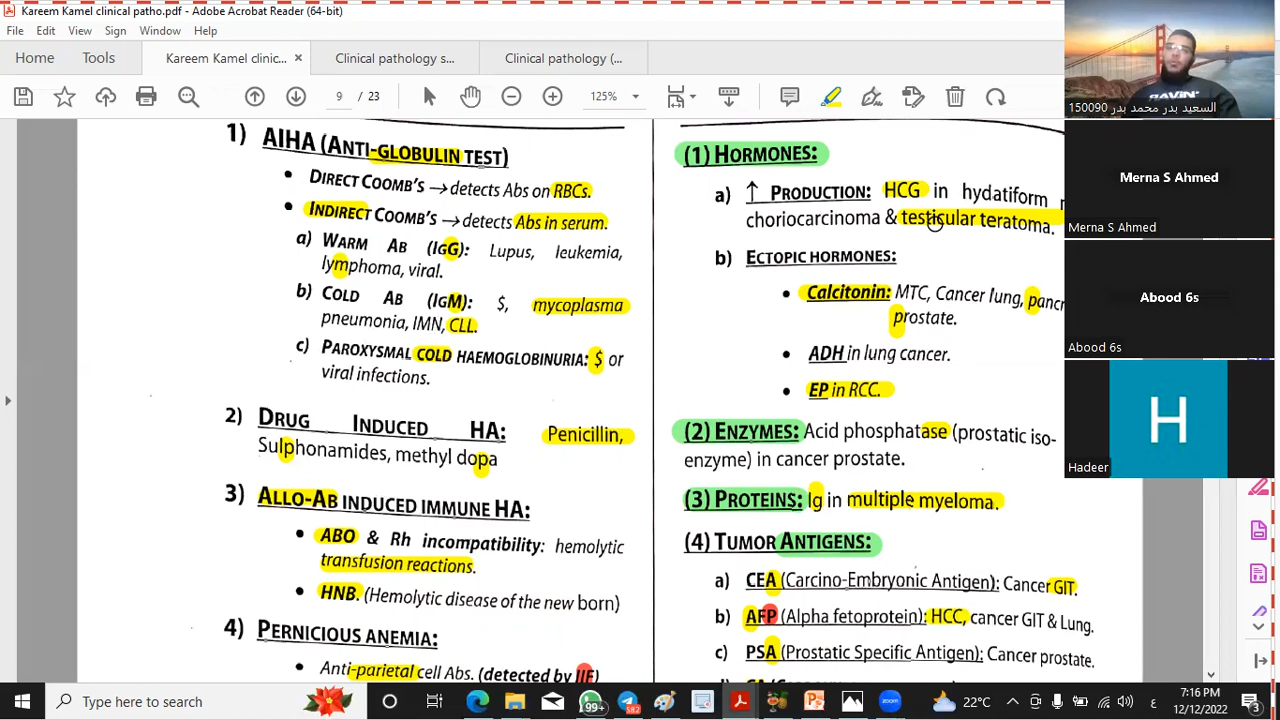 Kareem Kamel clinical patho.pdf - Adobe Acrobat Reader (64-bit)
File Edit View Sign Window Help
Home Tools Kareem Kamel clinic... × Clinical pathology s... Clinical pathology (...
9 / 23 125%
1) AIHA (ANTI-GLOBULIN TEST)
• DIRECT COOMB'S → detects Abs on RBCs.
• INDIRECT COOMB'S → detects Abs in serum.
a) WARM AB (IGG): Lupus, leukemia,
lymphoma, viral.
b) COLD AB (IGM): $, mycoplasma
pneumonia, IMN, CLL.
c) PAROXYSMAL COLD HAEMOGLOBINURIA: $ or
viral infections.
2) DRUG INDUCED HA: Penicillin,
Sulphonamides, methyl dopa
3) ALLO-AB INDUCED IMMUNE HA:
• ABO & Rh incompatibility: hemolytic
transfusion reactions.
• HNB. (Hemolytic disease of the new born)
4) PERNICIOUS ANEMIA:
• Anti-parietal cell Abs. (detected by IIF)
(1) HORMONES:
a) ↑ PRODUCTION: HCG in hydatiform
choriocarcinoma & testicular teratoma.
b) ECTOPIC HORMONES:
• Calcitonin: MTC, Cancer lung, pancr
prostate.
• ADH in lung cancer.
• EP in RCC.
(2) ENZYMES: Acid phosphatase (prostatic iso-
enzyme) in cancer prostate.
(3) PROTEINS: Ig in multiple myeloma.
(4) TUMOR ANTIGENS:
a) CEA (Carcino-Embryonic Antigen): Cancer GIT.
b) AFP (Alpha fetoprotein): HCC, cancer GIT & Lung.
c) PSA (Prostatic Specific Antigen): Cancer prostate.
السعيد بدر محمد بدر 150090
Merna S Ahmed
Merna S Ahmed
Abood 6s
Abood 6s
H
Hadeer
Type here to search
99+
582
22°C
ع
7:16 PM
12/12/2022
3